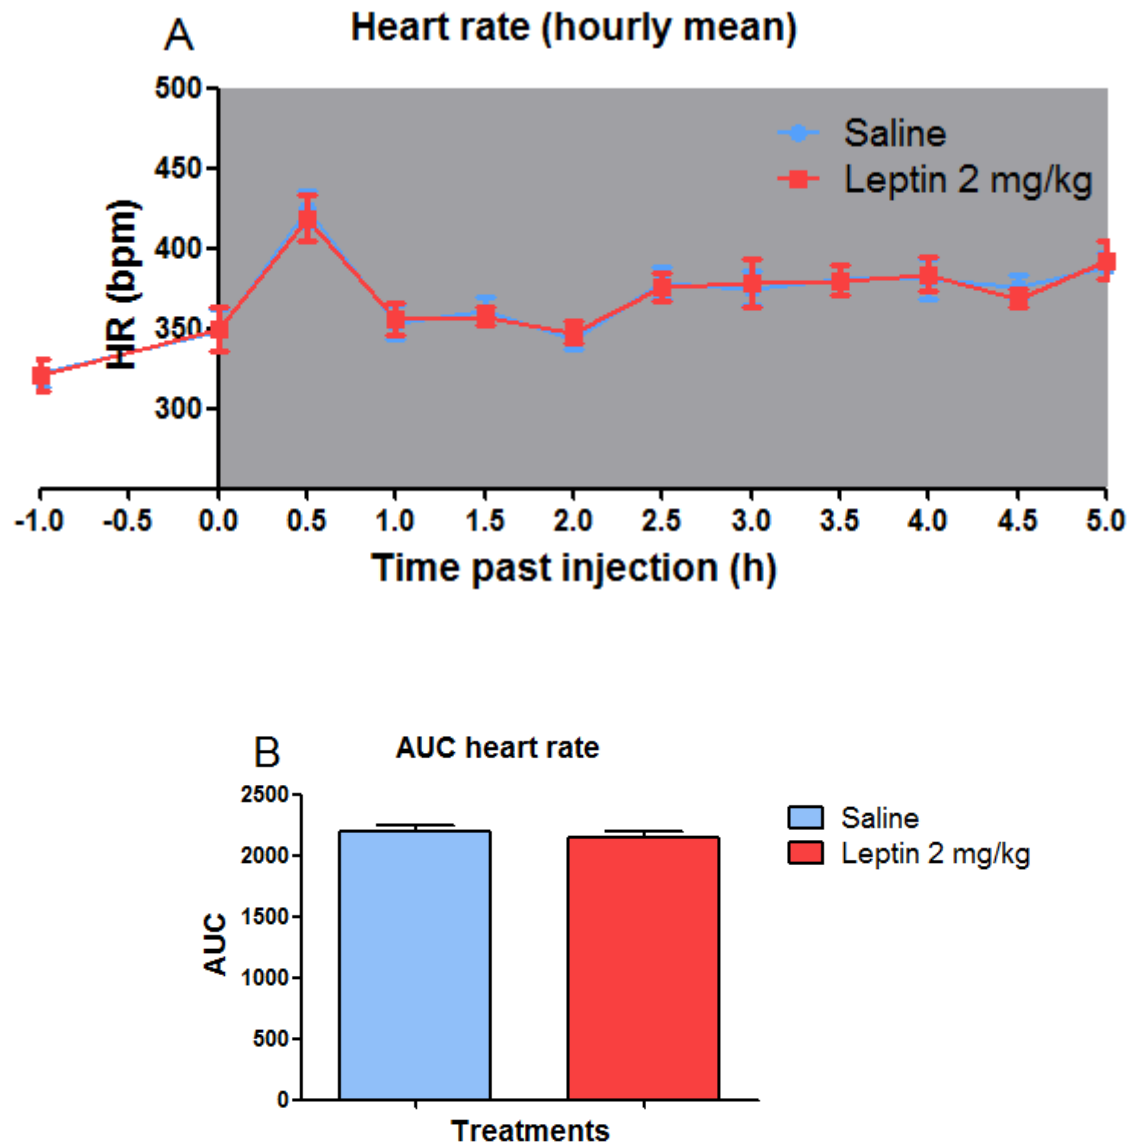 A
Heart rate (hourly mean)
500
450
400
350
300
HR (bpm)
Saline
Leptin 2 mg/kg
-1.0 -0.5 0.0 0.5 1.0 1.5 2.0 2.5 3.0 3.5 4.0 4.5 5.0
Time past injection (h)
B
AUC heart rate
2500
2000
1500
1000
500
0
AUC
Saline
Leptin 2 mg/kg
Treatments